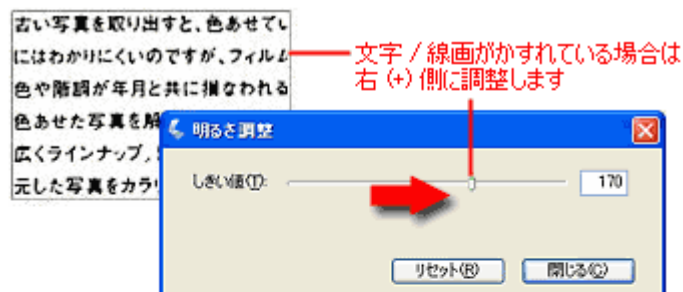 古い写真を取り出すと、色あせてい
にはわかりにくいのですが、フィルム
色や階調が年月と共に損なわれる
色あせた写真を解
広くラインナップ。
元した写真をカラリ
文字 / 線画がかすれている場合は
右 (+) 側に調整します
明るさ調整
しきい値(T):
170
リセット(R)
閉じる(C)